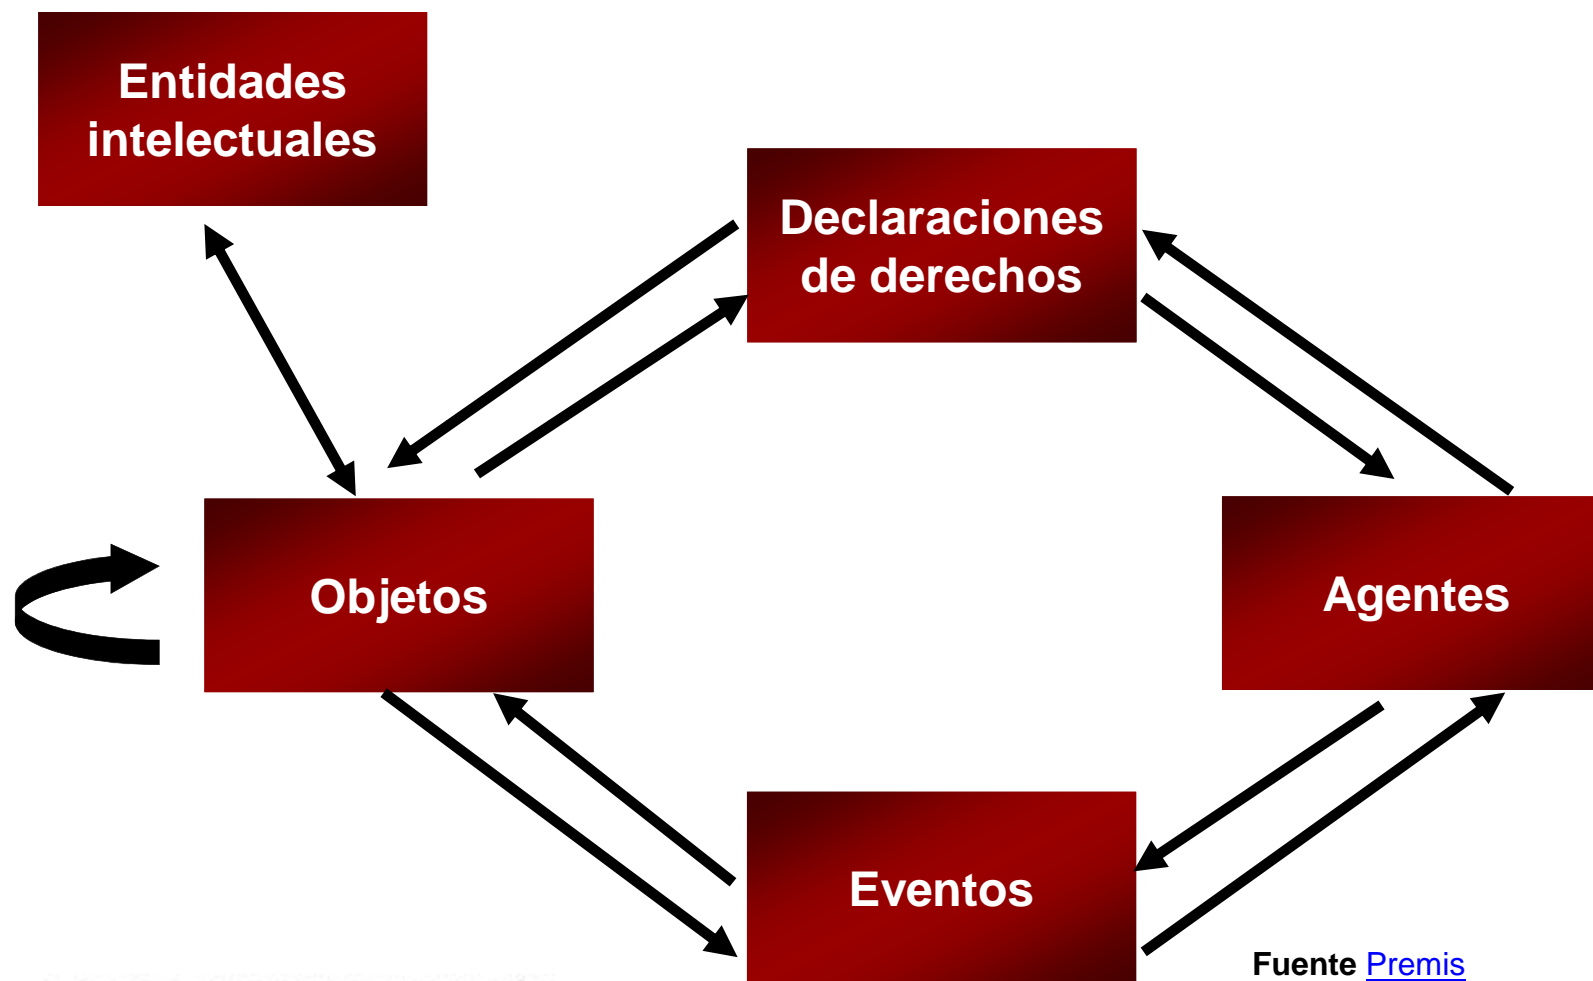 Entidades
intelectuales
Declaraciones
de derechos
Objetos
Agentes
Eventos
Fuente Premis